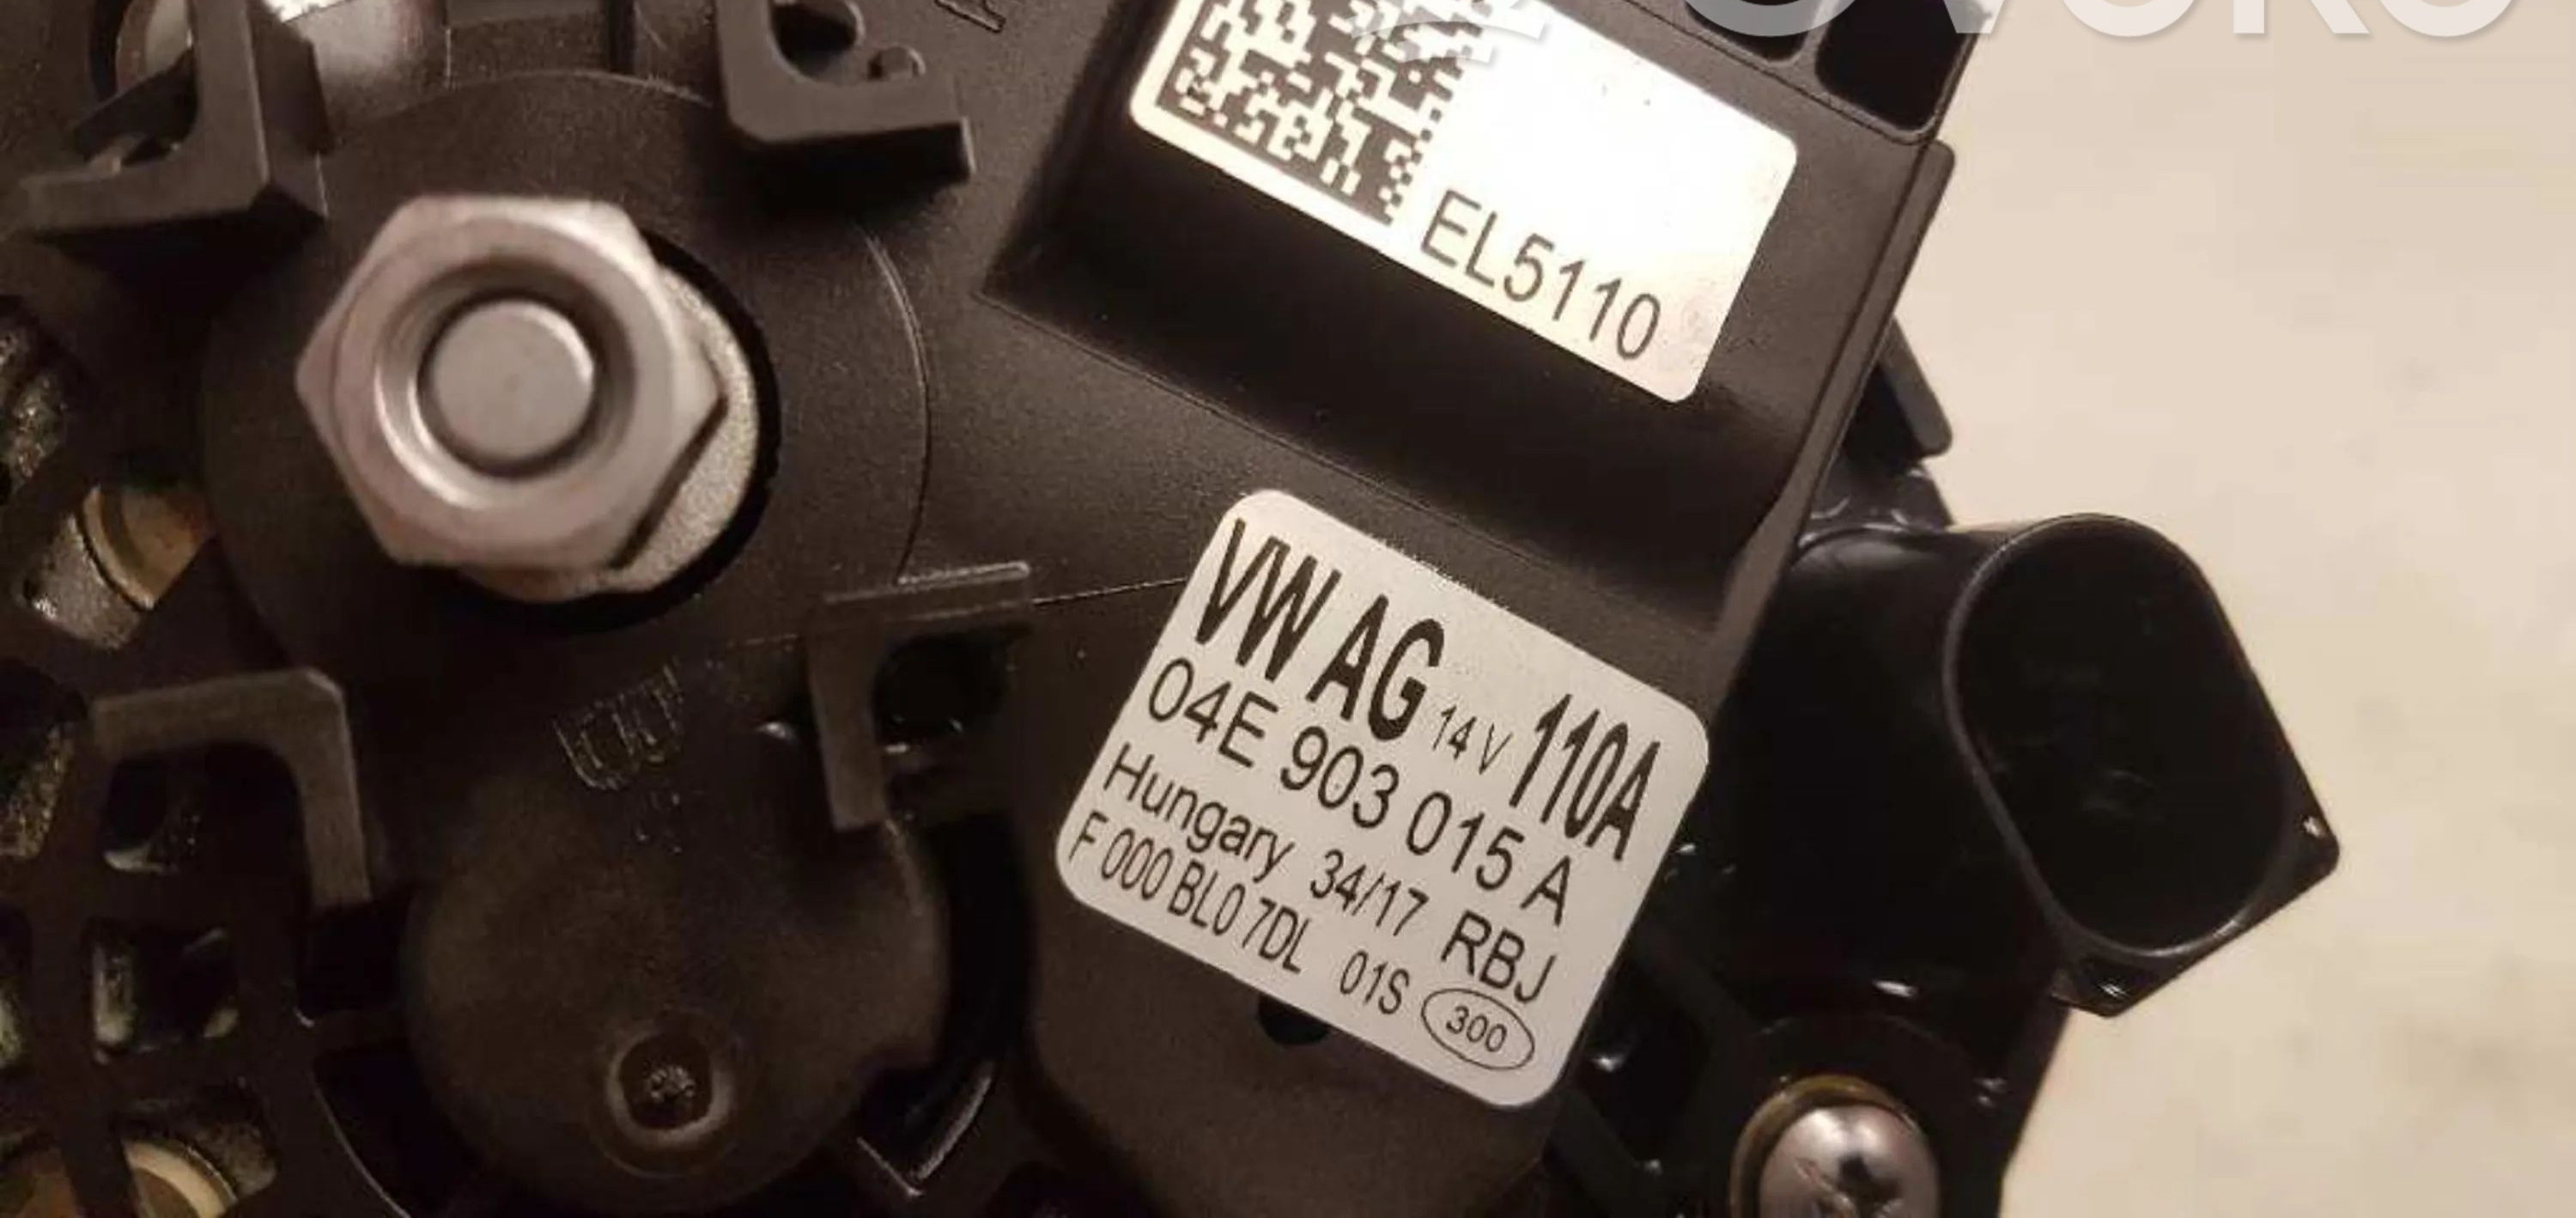 EL5110
VW AG 14 V 110A
04E 903 015 A
Hungary 34/17 RBJ
F 000 BL0 7DL 01S 300